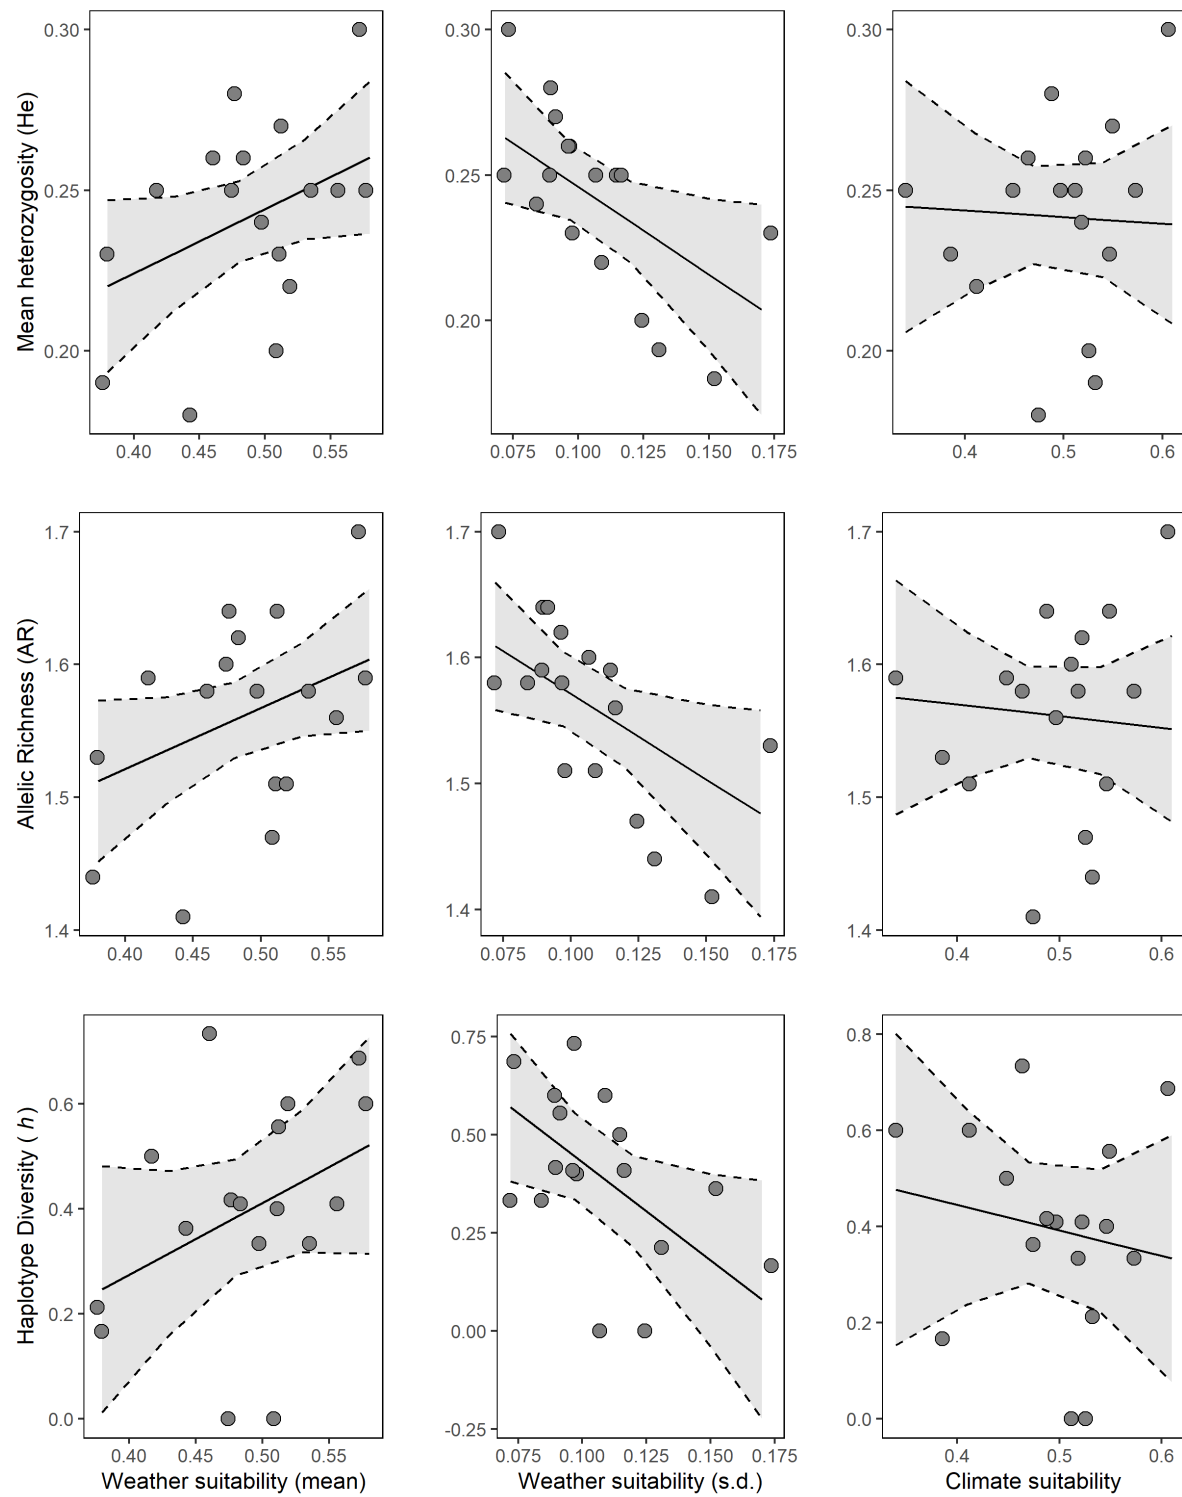 Mean heterozygosity (He)
0.30
0.25
0.20
0.40 0.45 0.50 0.55
0.30
0.25
0.20
0.075 0.100 0.125 0.150 0.175
0.30
0.25
0.20
0.4 0.5 0.6
Allelic Richness (AR)
1.7
1.6
1.5
1.4
0.40 0.45 0.50 0.55
1.7
1.6
1.5
1.4
0.075 0.100 0.125 0.150 0.175
1.7
1.6
1.5
1.4
0.4 0.5 0.6
Haplotype Diversity ( h)
0.6
0.4
0.2
0.0
0.40 0.45 0.50 0.55
Weather suitability (mean)
0.75
0.50
0.25
0.00
-0.25
0.075 0.100 0.125 0.150 0.175
Weather suitability (s.d.)
0.8
0.6
0.4
0.2
0.0
0.4 0.5 0.6
Climate suitability